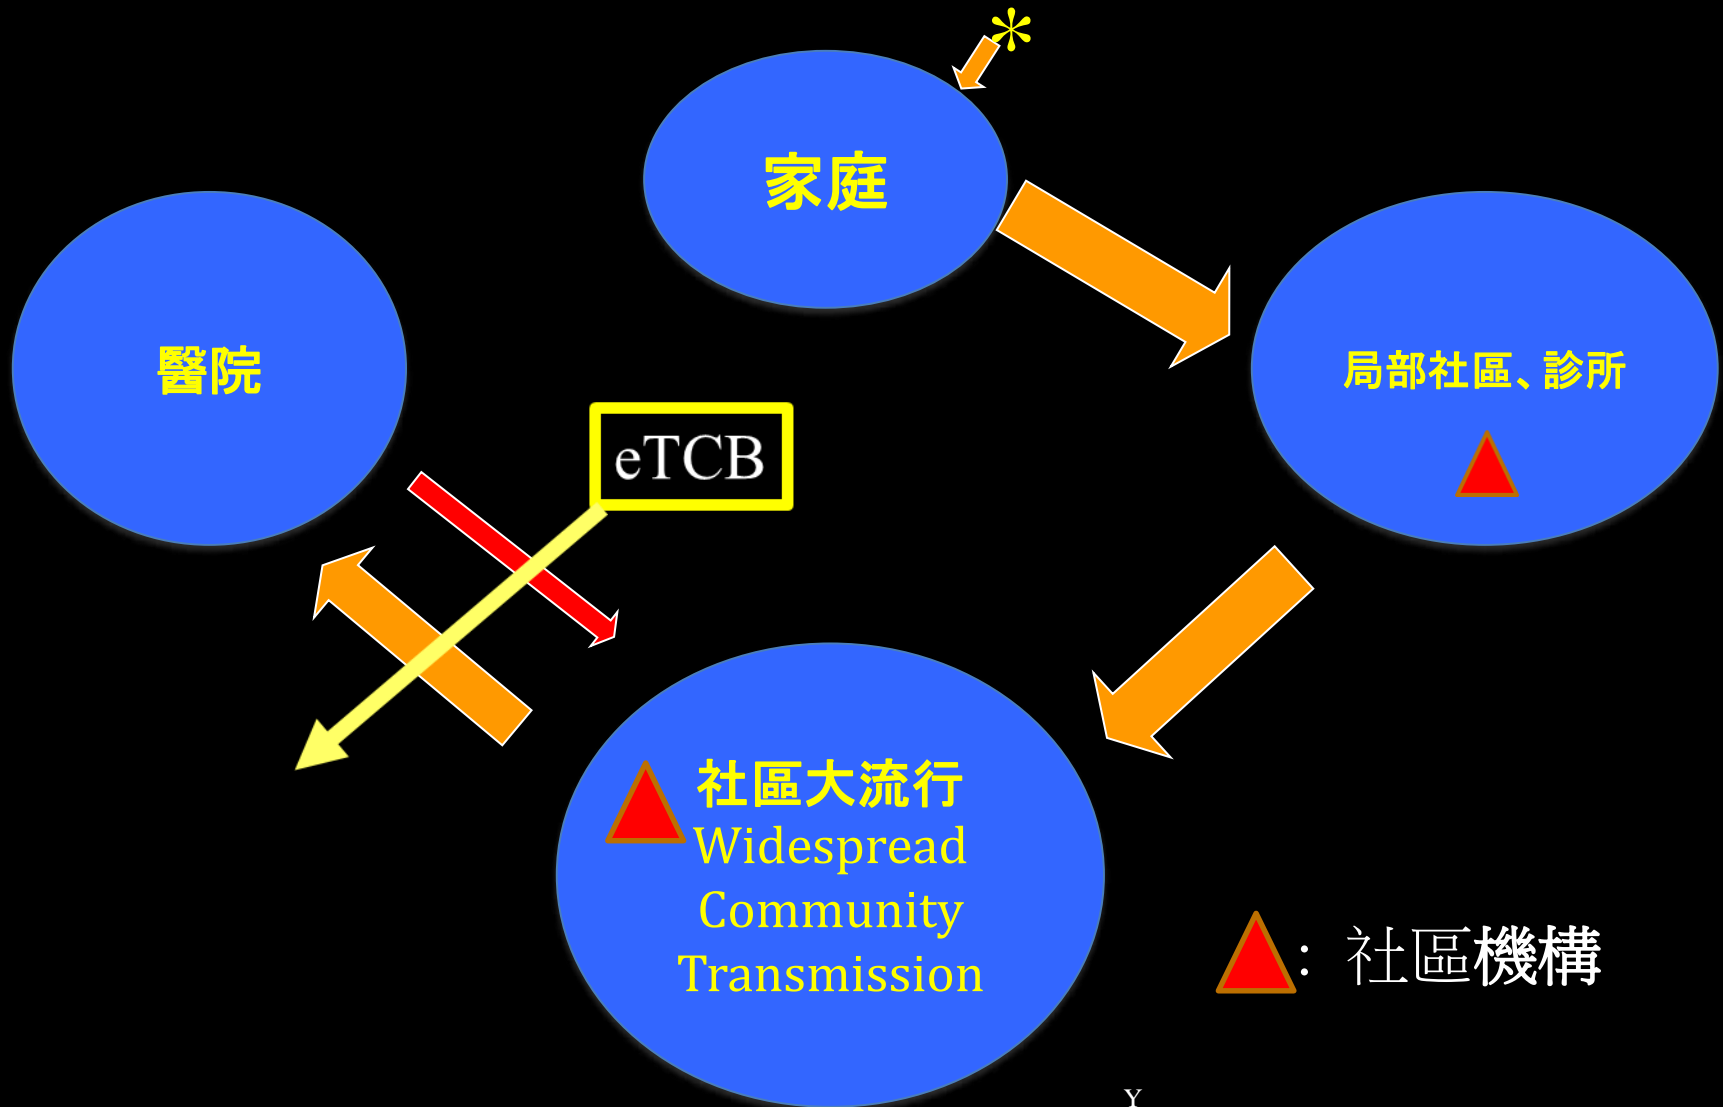 *
家庭
醫院
局部社區、診所
eTCB
社區大流行
Widespread
Community
Transmission
: 社區機構
Y